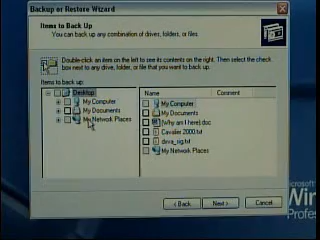 Backup or Restore Wizard
Items to Back Up
You can back up any combination of drives, folders, or files.
Double-click an item on the left to see its contents on the right. Then select the check
box next to any drive, folder, or file that you want to back up.
Items to back up:
Desktop
My Computer
My Documents
My Network Places
Name
Comment
My Computer
My Documents
(Why am I here).doc
Cavalier 2000.txt
My Network Places
< Back
Next >
Cancel
Microsoft
Win
Profes